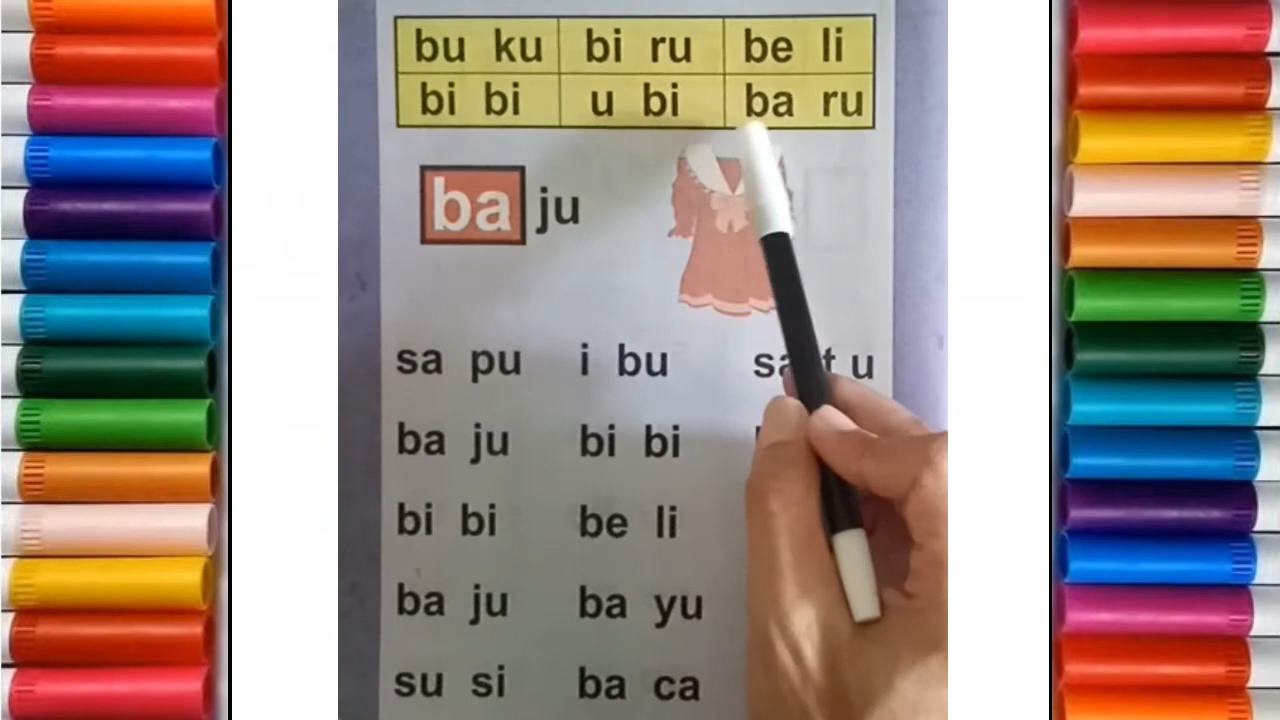 bu ku bi ru be li
bi bi u bi ba ru
ba ju
sa pu i bu
ba ju bi bi
bi bi be li
ba ju ba yu
su si ba ca